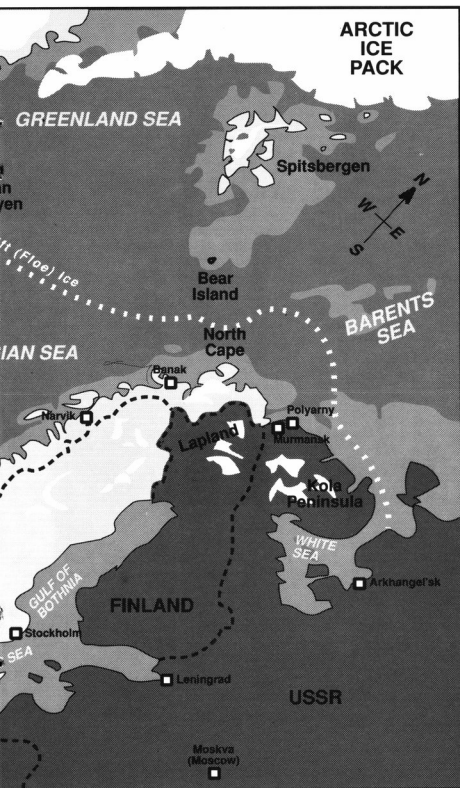 ARCTIC
ICE
PACK
GREENLAND SEA
Spitsbergen
N
W
E
S
an
yen
ft (Floe) Ice
Bear
Island
BARENTS
SEA
North
Cape
IAN SEA
Banak
Narvik
Polyarny
Murmansk
Lapland
Kola
Peninsula
WHITE
SEA
Arkhangel'sk
GULF OF
BOTHNIA
FINLAND
Stockholm
SEA
Leningrad
USSR
Moskva
(Moscow)